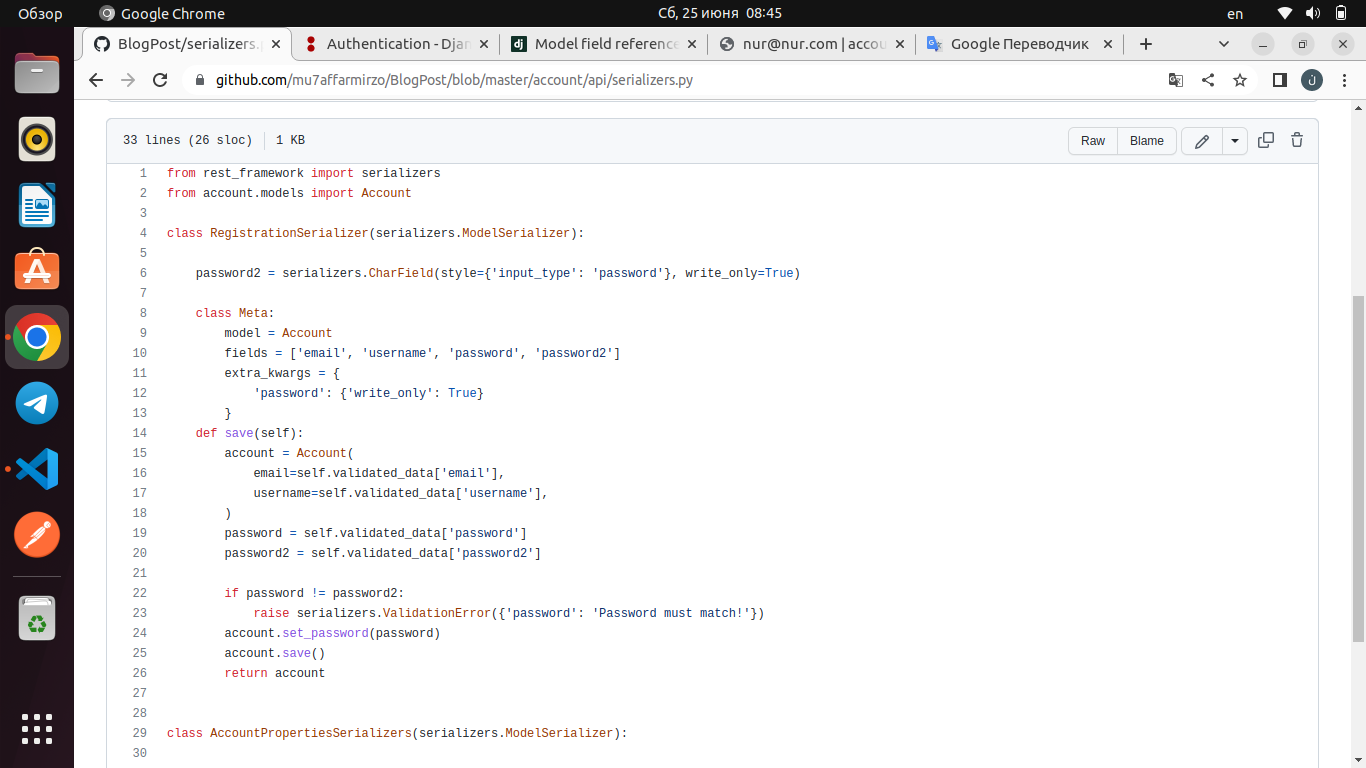 Обзор
Google Chrome
Сб, 25 июня 08:45
en
BlogPost/serializers.p
Authentication - Djan
Model field reference
nur@nur.com | accou
Google Переводчик
github.com/mu7affarmirzo/BlogPost/blob/master/account/api/serializers.py
33 lines (26 sloc) 1 KB
Raw
Blame
1 from rest_framework import serializers
2 from account.models import Account
3
4 class RegistrationSerializer(serializers.ModelSerializer):
5
6     password2 = serializers.CharField(style={'input_type': 'password'}, write_only=True)
7
8     class Meta:
9         model = Account
10         fields = ['email', 'username', 'password', 'password2']
11         extra_kwargs = {
12             'password': {'write_only': True}
13         }
14     def save(self):
15         account = Account(
16             email=self.validated_data['email'],
17             username=self.validated_data['username'],
18         )
19         password = self.validated_data['password']
20         password2 = self.validated_data['password2']
21
22         if password != password2:
23             raise serializers.ValidationError({'password': 'Password must match!'})
24         account.set_password(password)
25         account.save()
26         return account
27
28
29 class AccountPropertiesSerializers(serializers.ModelSerializer):
30